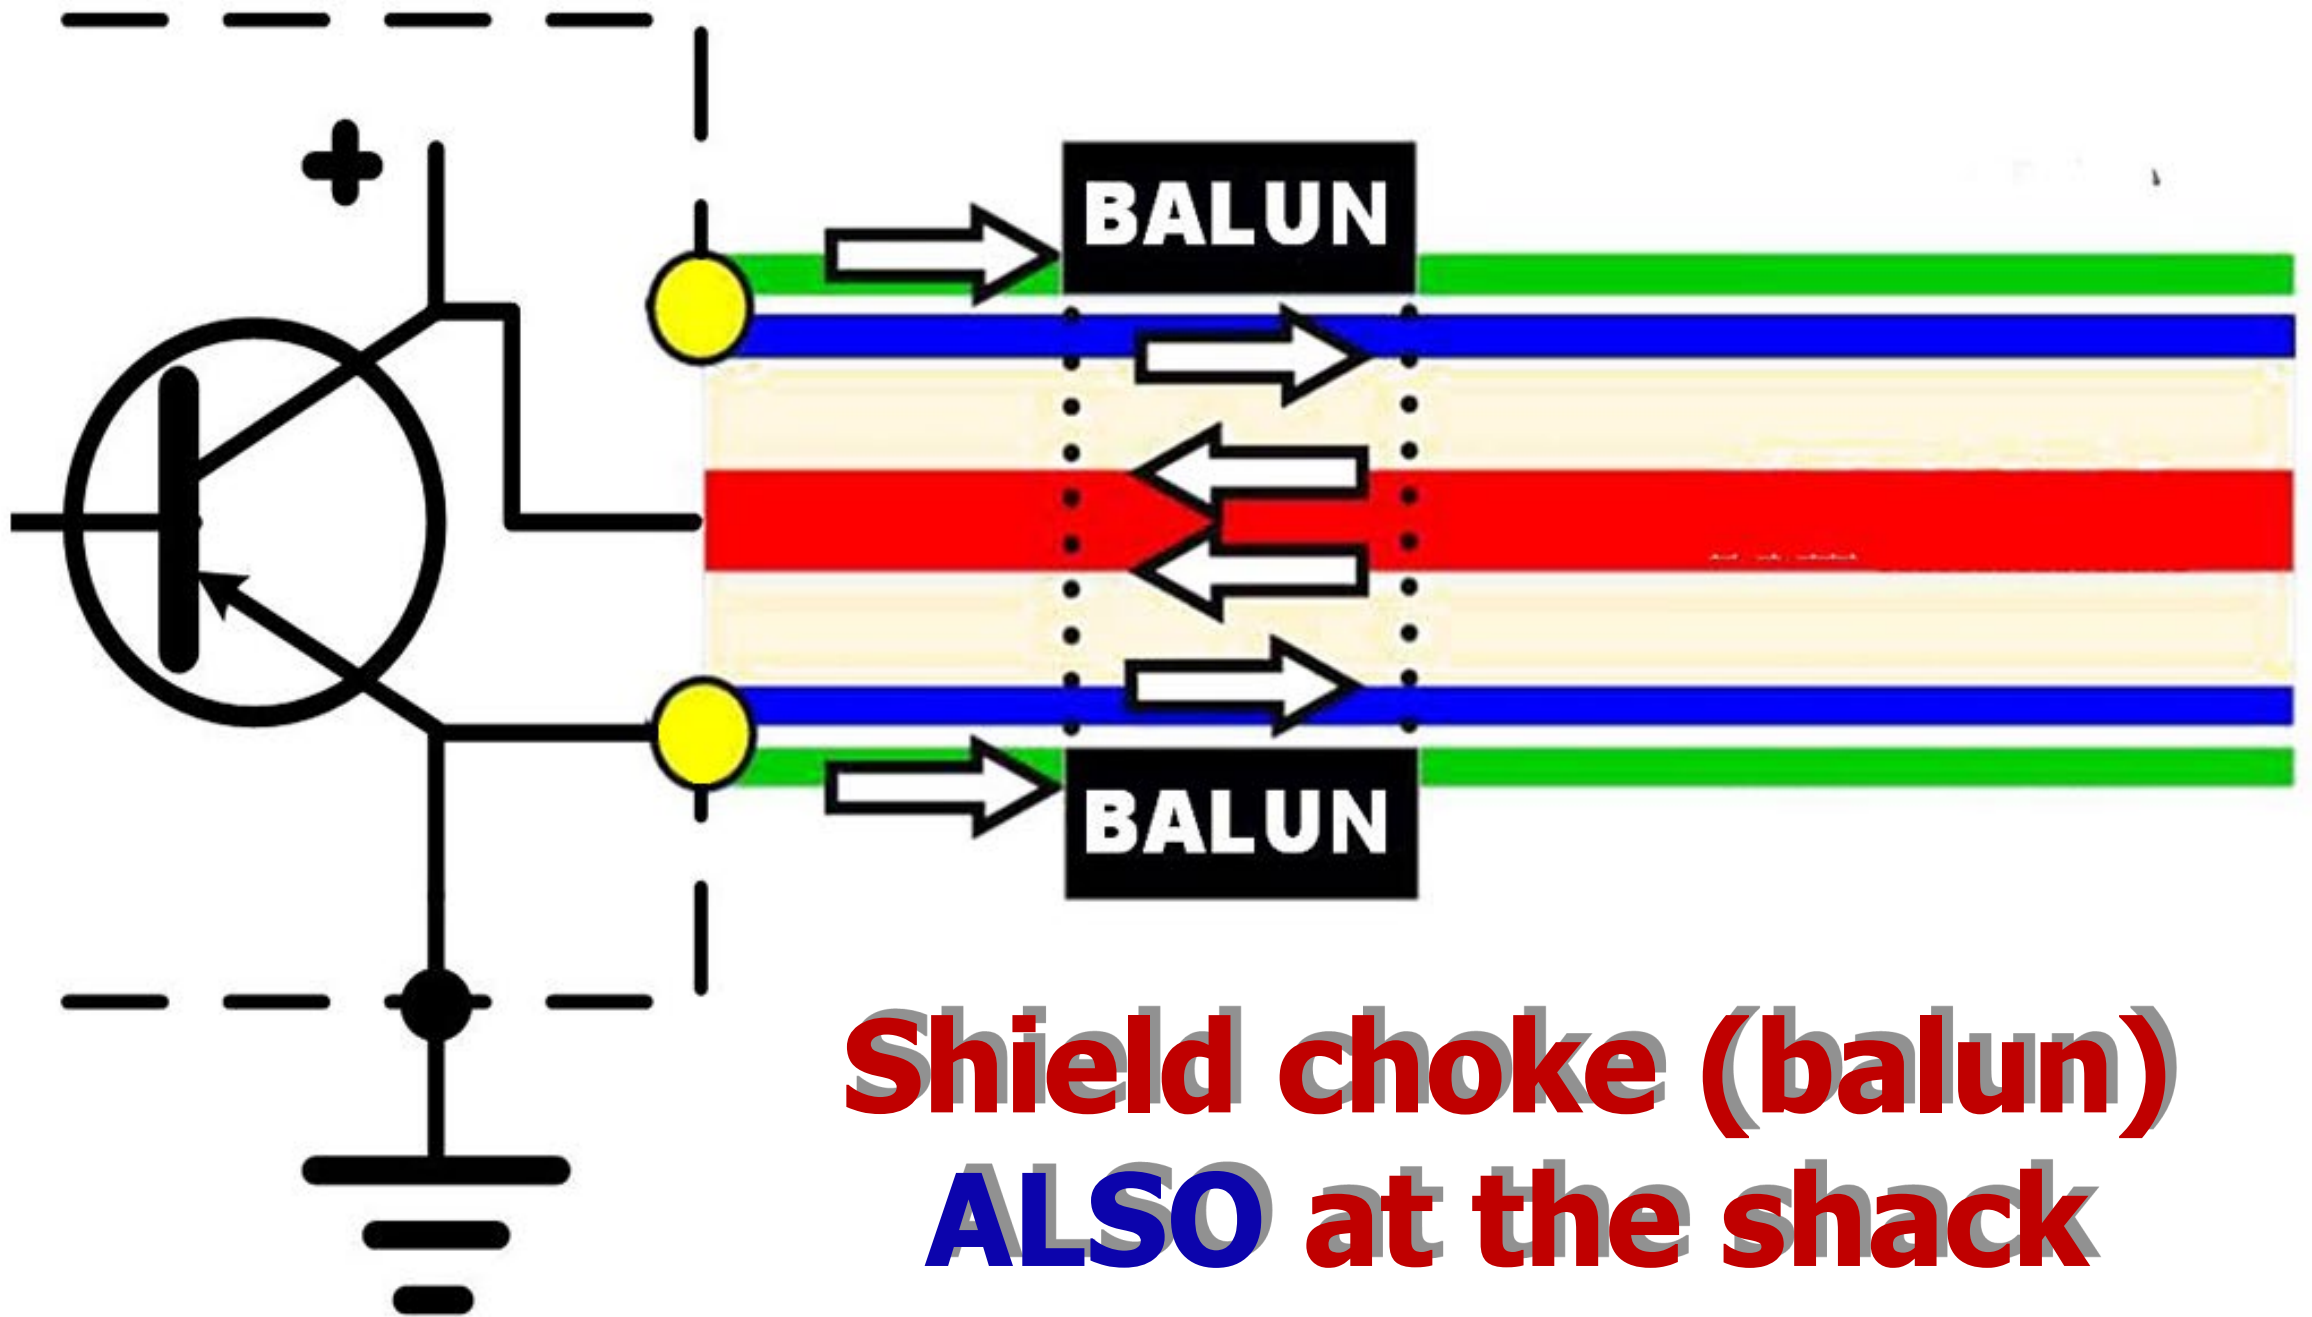 +
BALUN
BALUN
Shield choke (balun)
ALSO at the shack